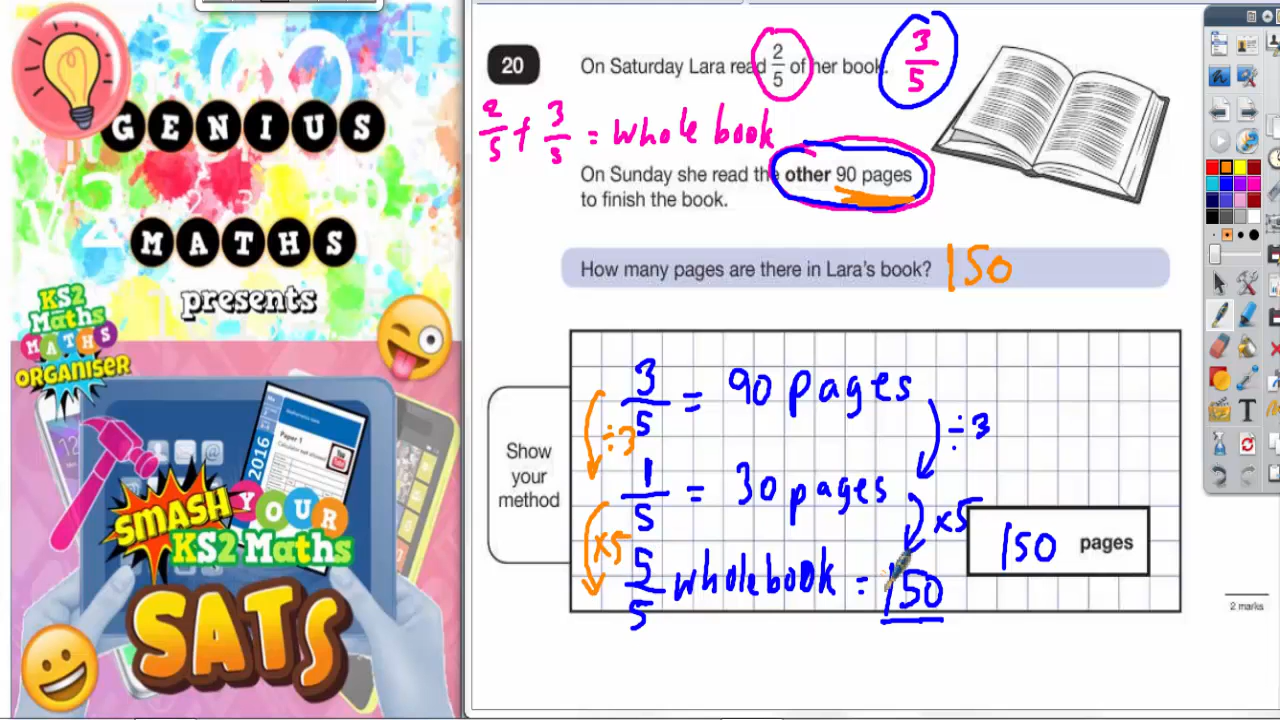 GENIUS
MATHS
presents
KS2
Maths
MATHS
ORGANISER
2016
Paper 1
You
Tube
SMASH YOUR
KS2 Maths
SATS
20
On Saturday Lara read 2/5 of her book.
3/5
2/5 + 3/5 = whole book
On Sunday she read the other 90 pages
to finish the book.
How many pages are there in Lara's book? 150
Show
your
method
3/5 = 90 pages
÷3
÷3
1/5 = 30 pages
×5
×5
5/5 whole book = 150
150 pages
2 marks